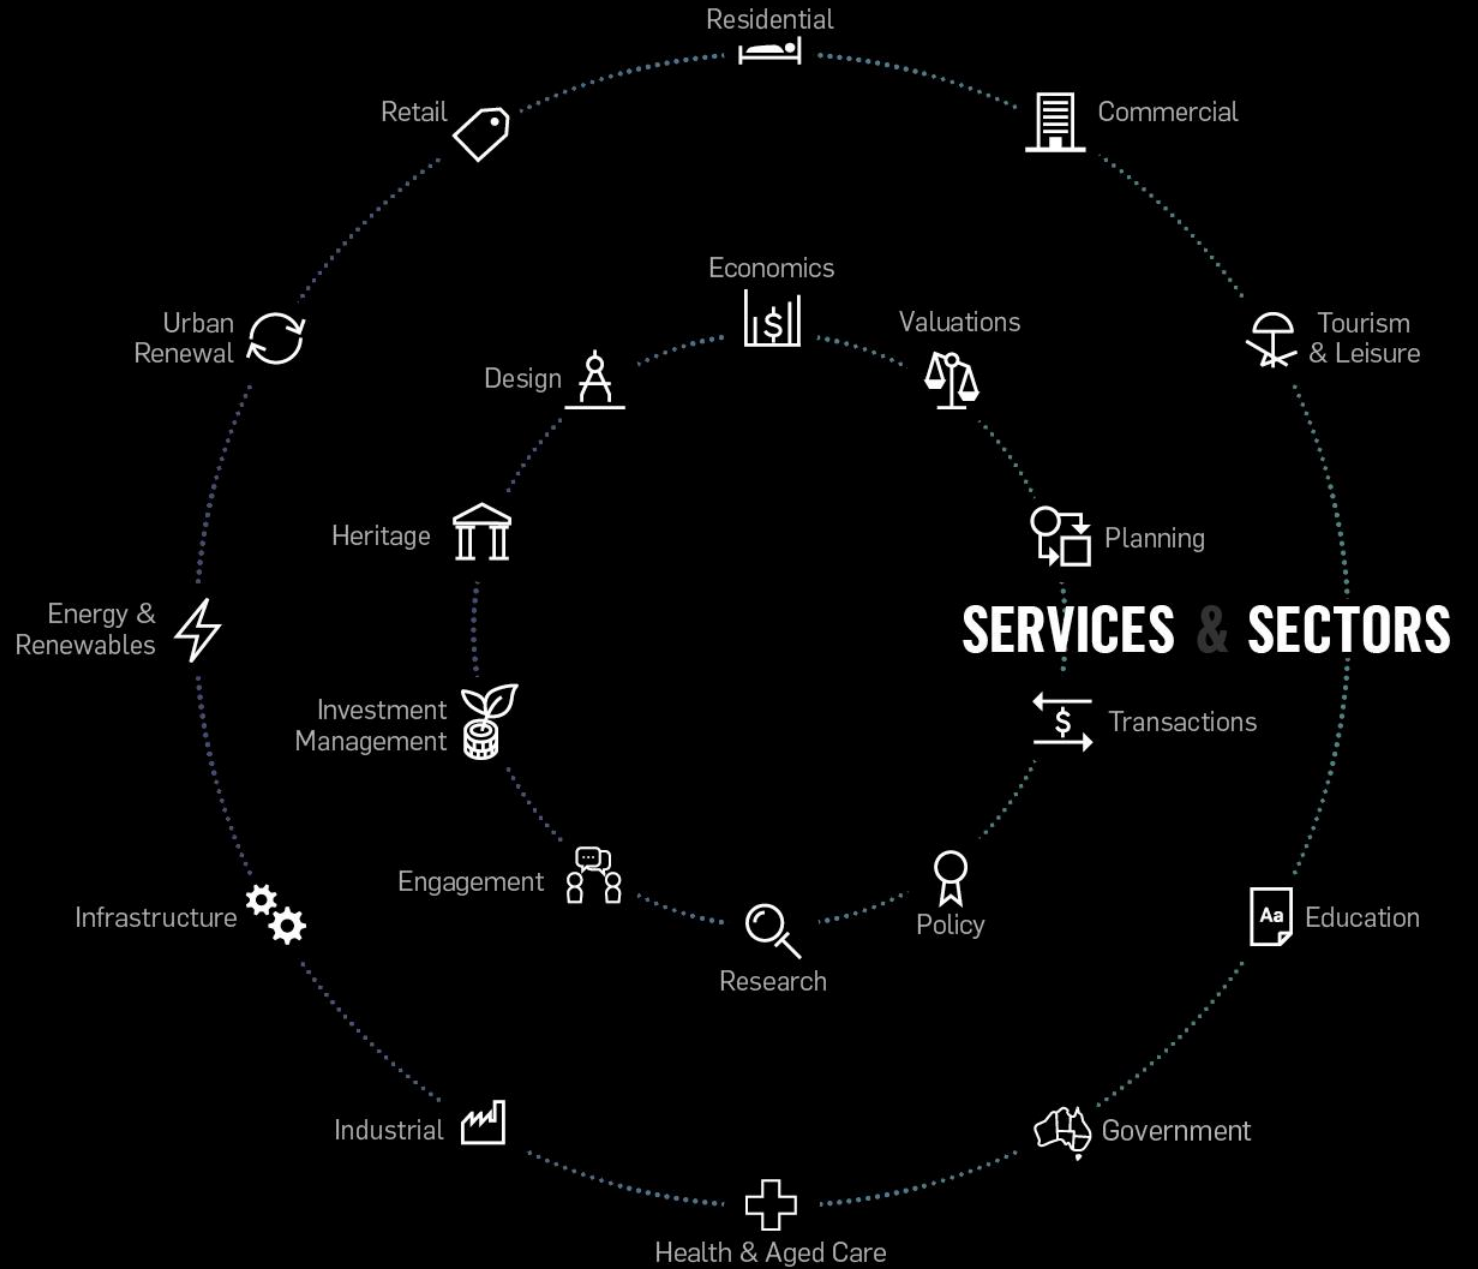 Residential
Retail
Commercial
Economics
Urban
Renewal
Valuations
Tourism
& Leisure
Design
Heritage
Planning
Energy &
Renewables
SERVICES & SECTORS
Investment
Management
$
Transactions
Engagement
Infrastructure
Policy
Aa
Education
Research
Industrial
Government
Health & Aged Care
$